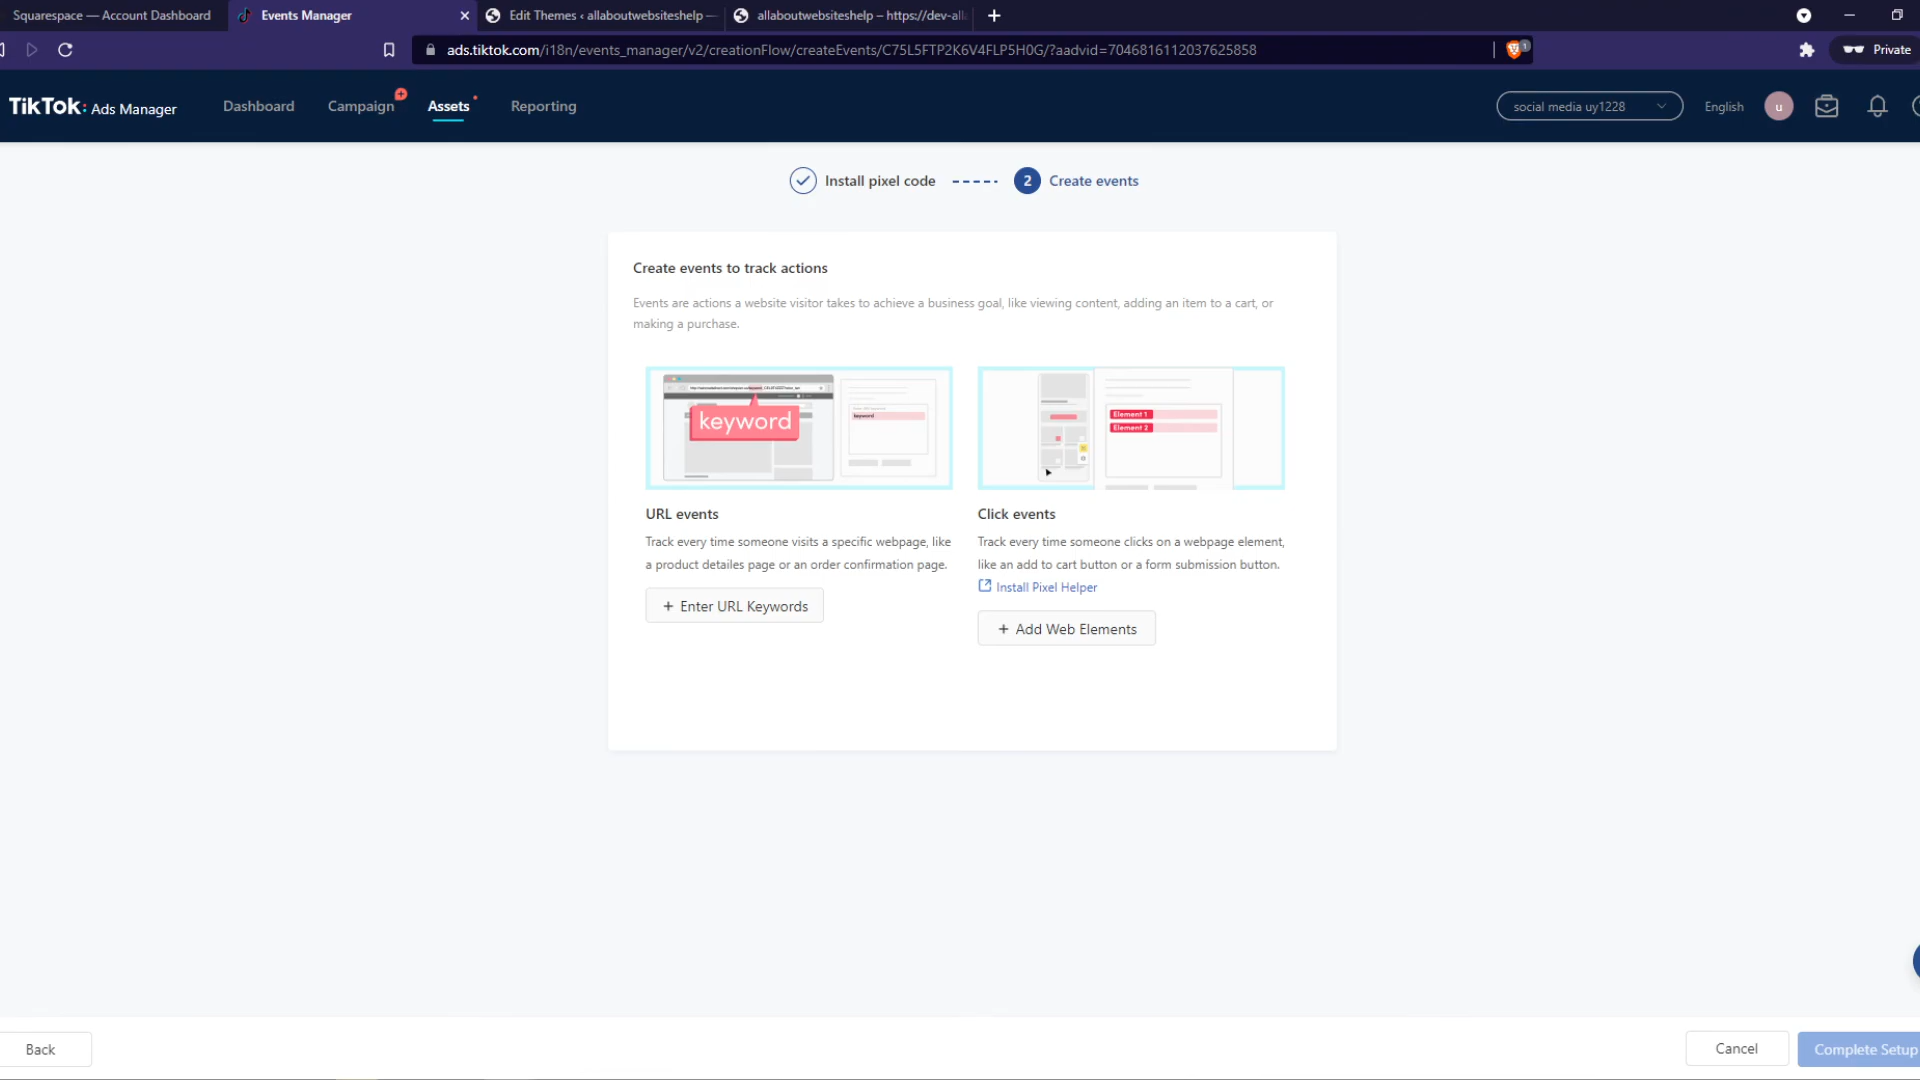 Squarespace — Account Dashboard
Events Manager
Edit Themes ‹ allaboutwebsiteshelp —
allaboutwebsiteshelp – https://dev-all
ads.tiktok.com/i18n/events_manager/v2/creationFlow/createEvents/C75L5FTP2K6V4FLP5H0G/?aadvid=7046816112037625858
1
Private
TikTok: Ads Manager
Dashboard
Campaign
Assets
Reporting
social media uy1228
English
u
Install pixel code
2 Create events
Create events to track actions
Events are actions a website visitor takes to achieve a business goal, like viewing content, adding an item to a cart, or
making a purchase.
keyword
keyword
Element 1
Element 2
URL events
Track every time someone visits a specific webpage, like
a product detailes page or an order confirmation page.
+ Enter URL Keywords
Click events
Track every time someone clicks on a webpage element,
like an add to cart button or a form submission button.
Install Pixel Helper
+ Add Web Elements
Back
Cancel
Complete Setup